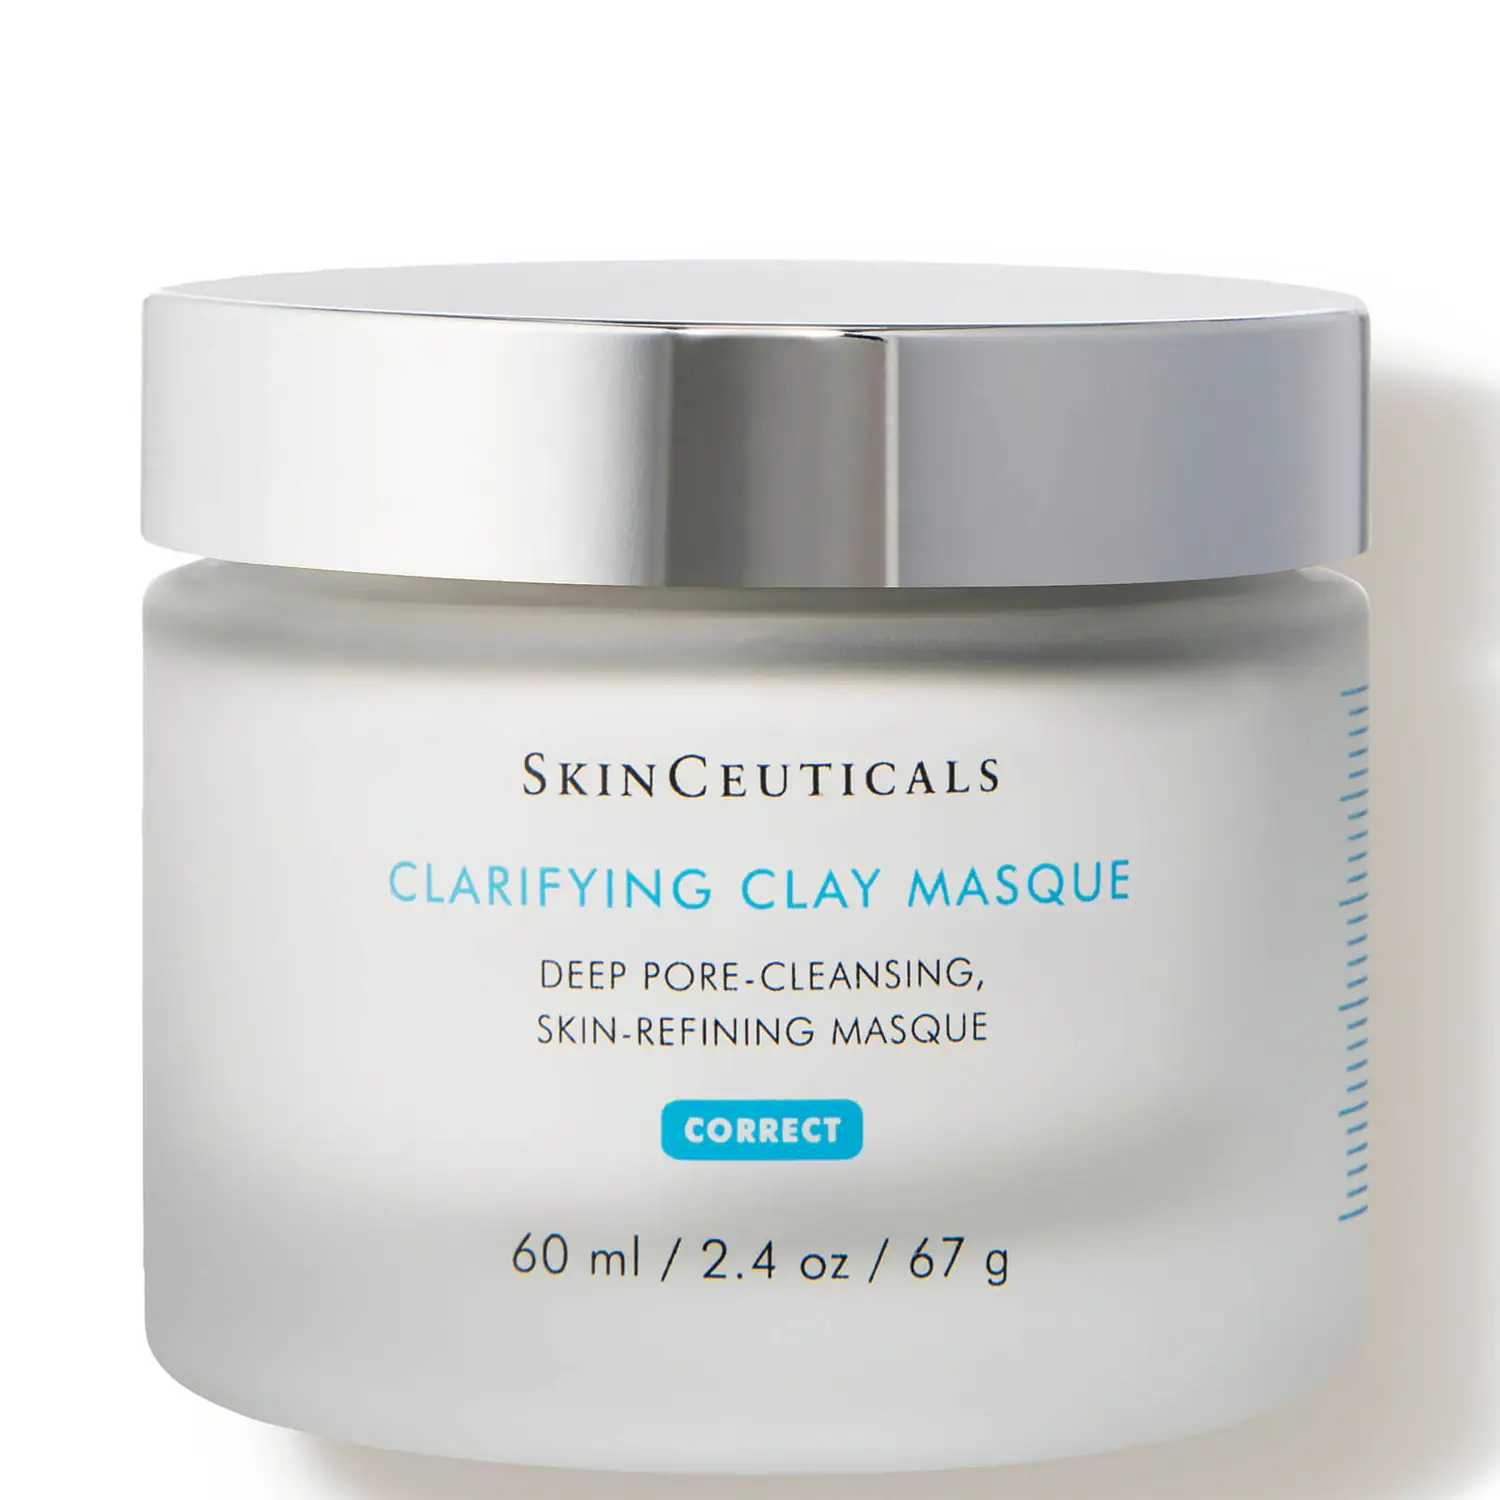 SKINCEUTICALS
CLARIFYING CLAY MASQUE
DEEP PORE-CLEANSING,
SKIN-REFINING MASQUE
CORRECT
60 ml / 2.4 oz / 67 g